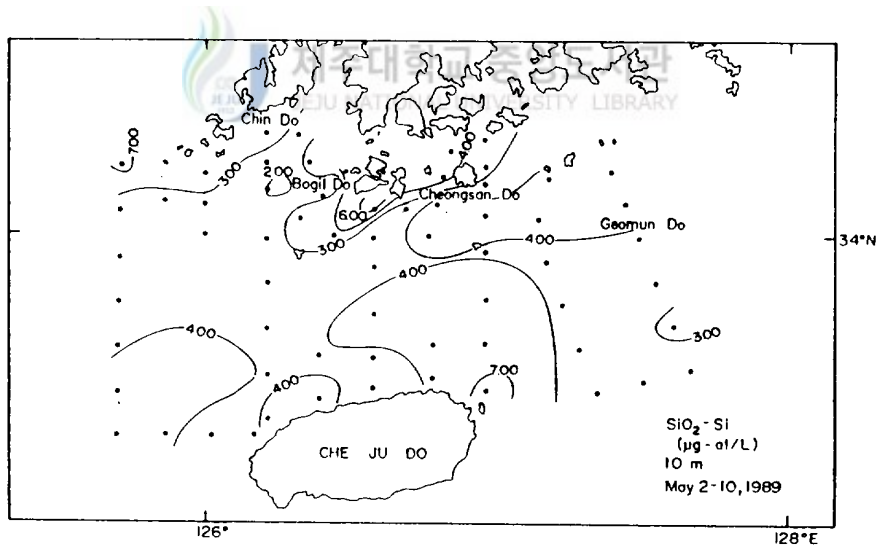 제주대학교 중앙도서관
JEJU NATIONAL UNIVERSITY LIBRARY
Chin Do
700
300
400
200
Bogil Do
Cheongsan Do
600
Geomun Do
300
400
34°N
400
400
300
400
700
CHE JU DO
SiO₂-Si
(µg-at/L)
10 m
May 2-10, 1989
126°
128°E